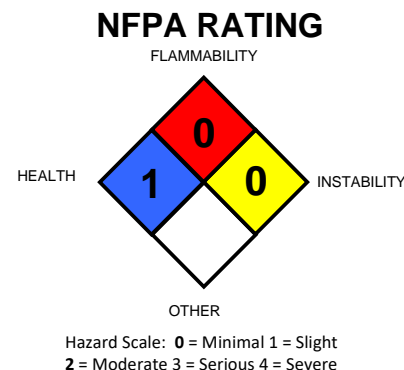 NFPA RATING
FLAMMABILITY
0
HEALTH
1
0
INSTABILITY
OTHER
Hazard Scale: 0 = Minimal 1 = Slight
2 = Moderate 3 = Serious 4 = Severe